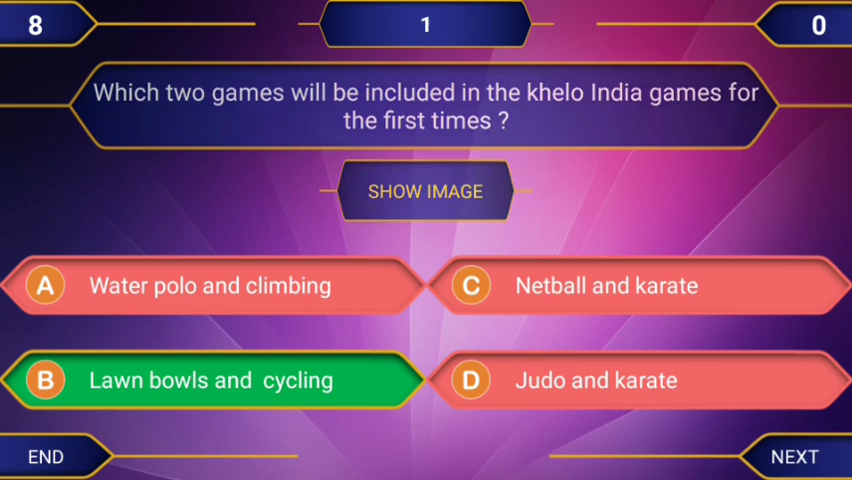 8
1
0
Which two games will be included in the khelo India games for
the first times ?
SHOW IMAGE
A Water polo and climbing
C Netball and karate
B Lawn bowls and cycling
D Judo and karate
END
NEXT